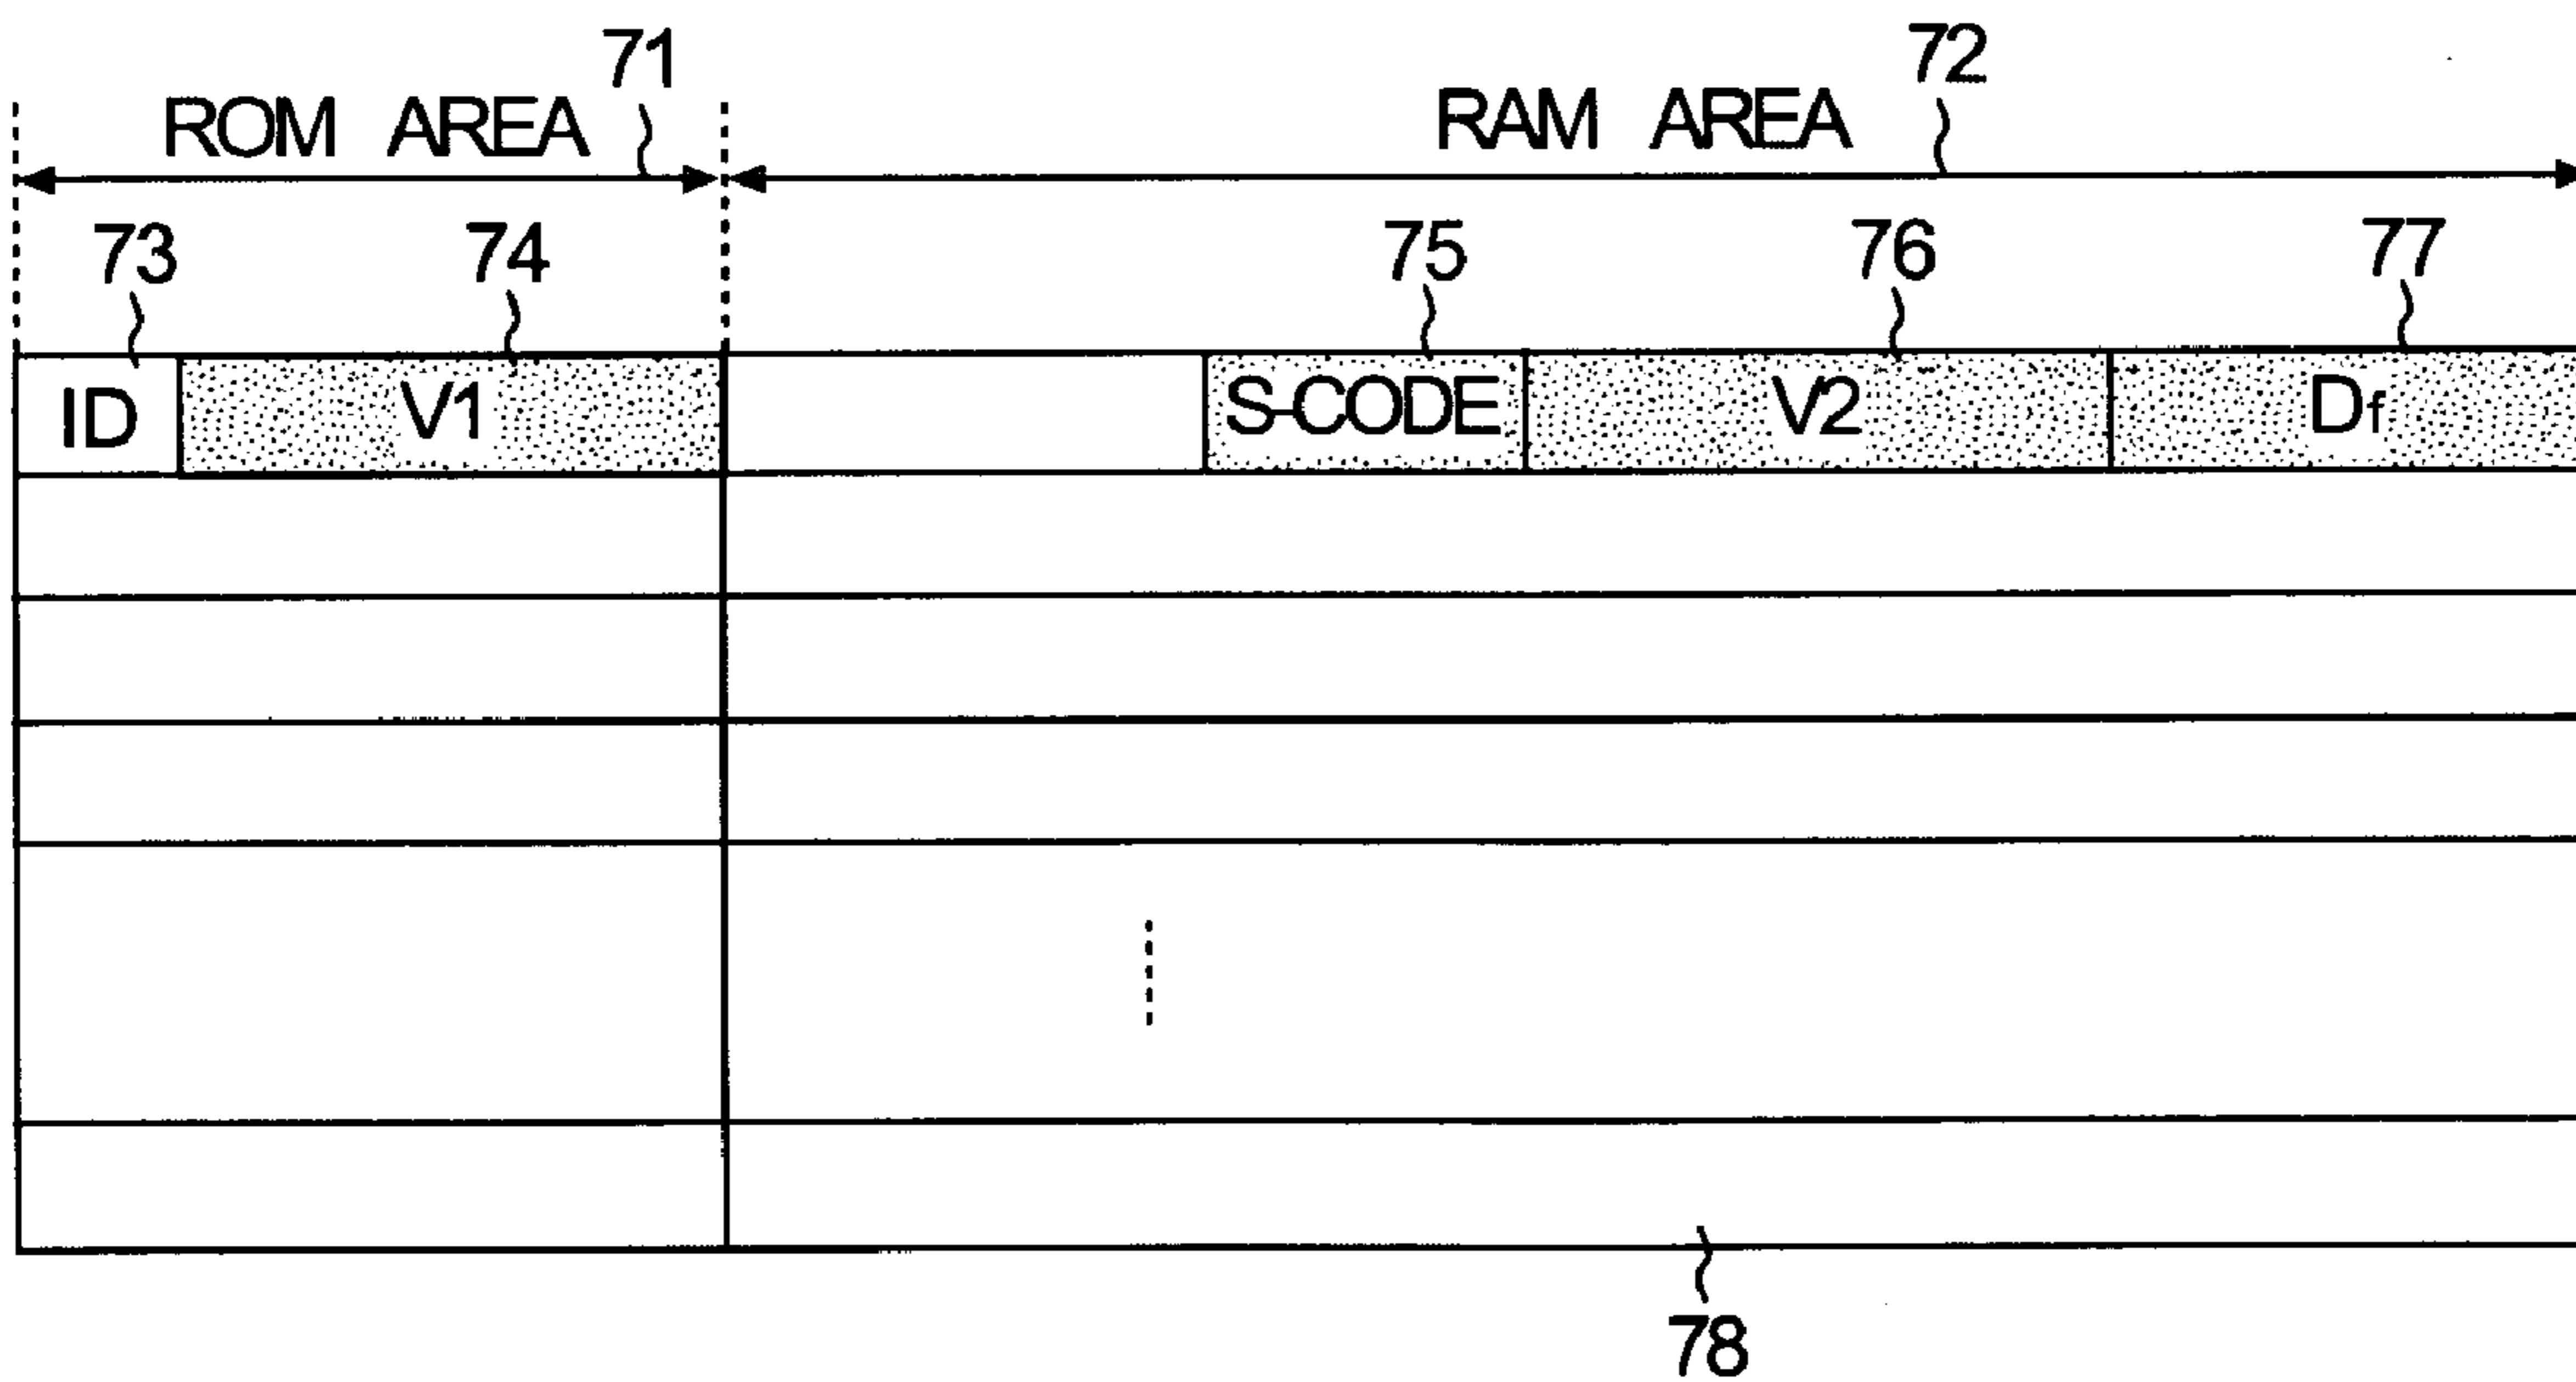 71
72
ROM AREA
RAM AREA
73
74
75
76
77
ID
V1
S-CODE
V2
Df
78